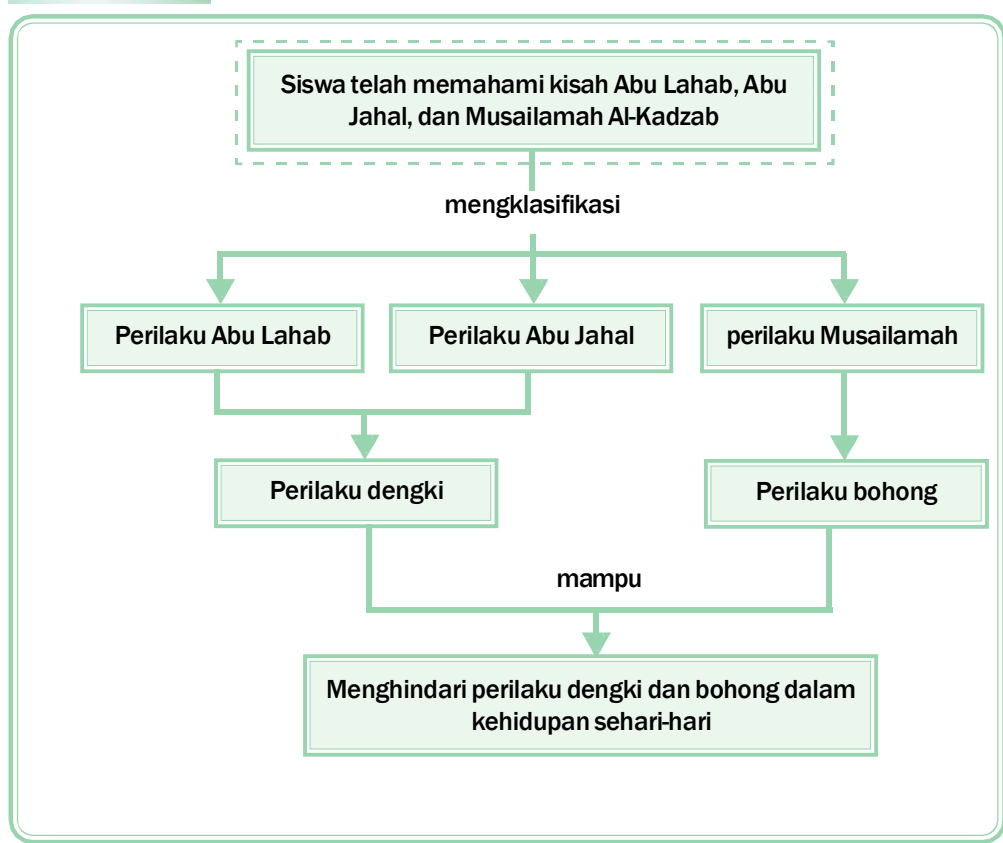 Siswa telah memahami kisah Abu Lahab, Abu
Jahal, dan Musailamah Al-Kadzab
mengklasifikasi
Perilaku Abu Lahab
Perilaku Abu Jahal
perilaku Musailamah
Perilaku dengki
Perilaku bohong
mampu
Menghindari perilaku dengki dan bohong dalam
kehidupan sehari-hari